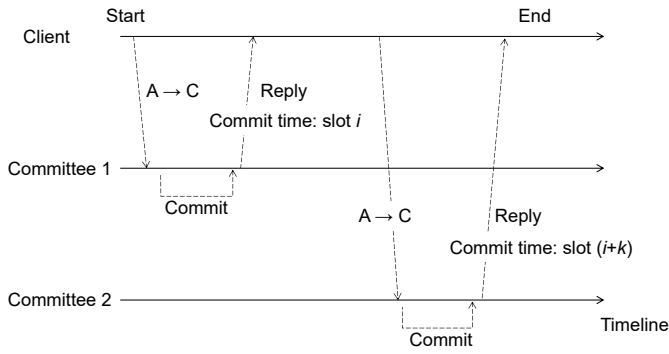 Start
End
Client
A → C
Reply
Commit time: slot i
Committee 1
Commit
A → C
Reply
Commit time: slot (i+k)
Committee 2
Timeline
Commit